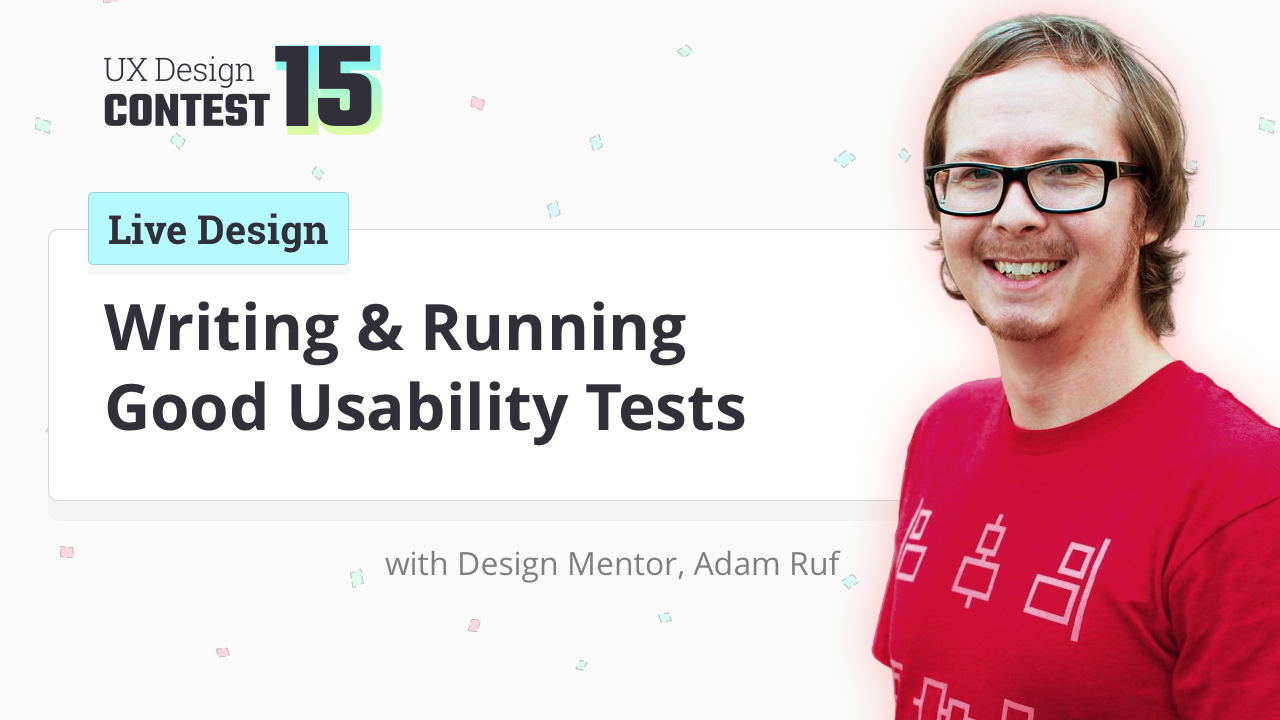 UX Design
CONTEST 15
Live Design
Writing & Running
Good Usability Tests
with Design Mentor, Adam Ruf